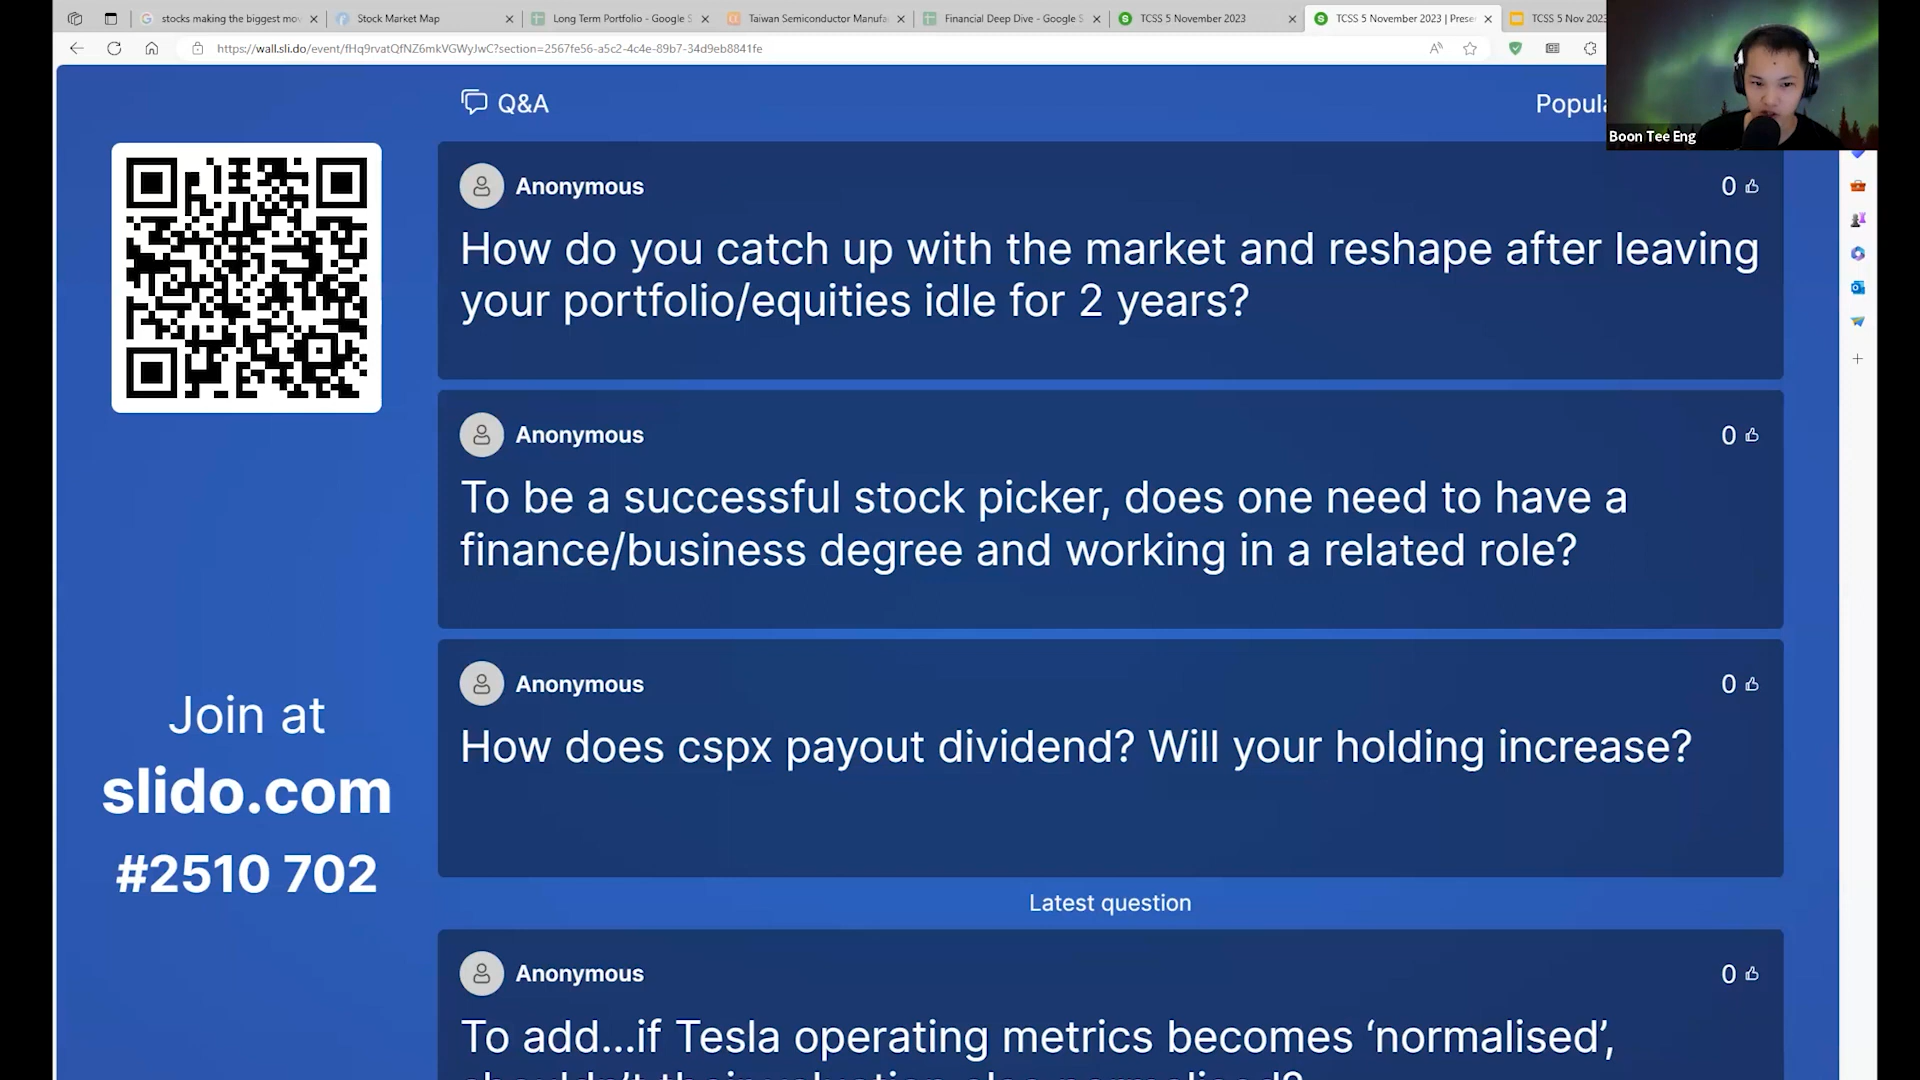 stocks making the biggest mo
Stock Market Map
Long Term Portfolio - Google S
Taiwan Semiconductor Manufa
Financial Deep Dive - Google S
TCSS 5 November 2023
TCSS 5 November 2023 | Prese
TCSS 5 Nov 2023
https://wall.sli.do/event/fHq9rvatQfNZ6mkVGWyJwC?section=2567fe56-a5c2-4c4e-89b7-34d9eb8841fe
Boon Tee Eng
Q&A
Popula
Anonymous
0
How do you catch up with the market and reshape after leaving
your portfolio/equities idle for 2 years?
Anonymous
0
To be a successful stock picker, does one need to have a
finance/business degree and working in a related role?
Anonymous
0
How does cspx payout dividend? Will your holding increase?
Join at
slido.com
#2510 702
Latest question
Anonymous
0
To add...if Tesla operating metrics becomes ‘normalised’,